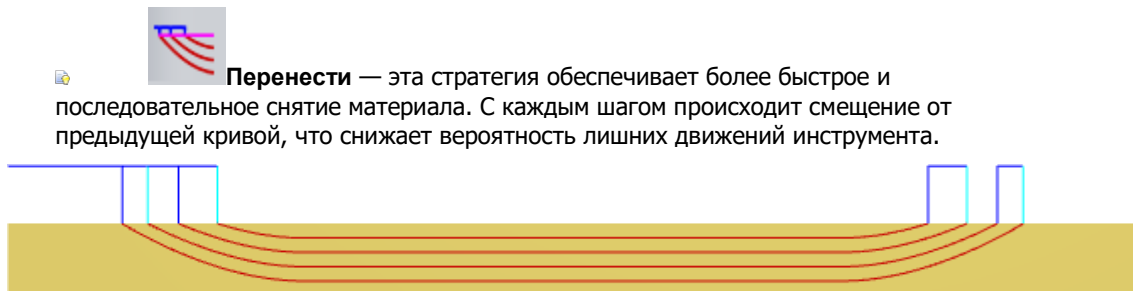 Перенести — эта стратегия обеспечивает более быстрое и
последовательное снятие материала. С каждым шагом происходит смещение от
предыдущей кривой, что снижает вероятность лишних движений инструмента.